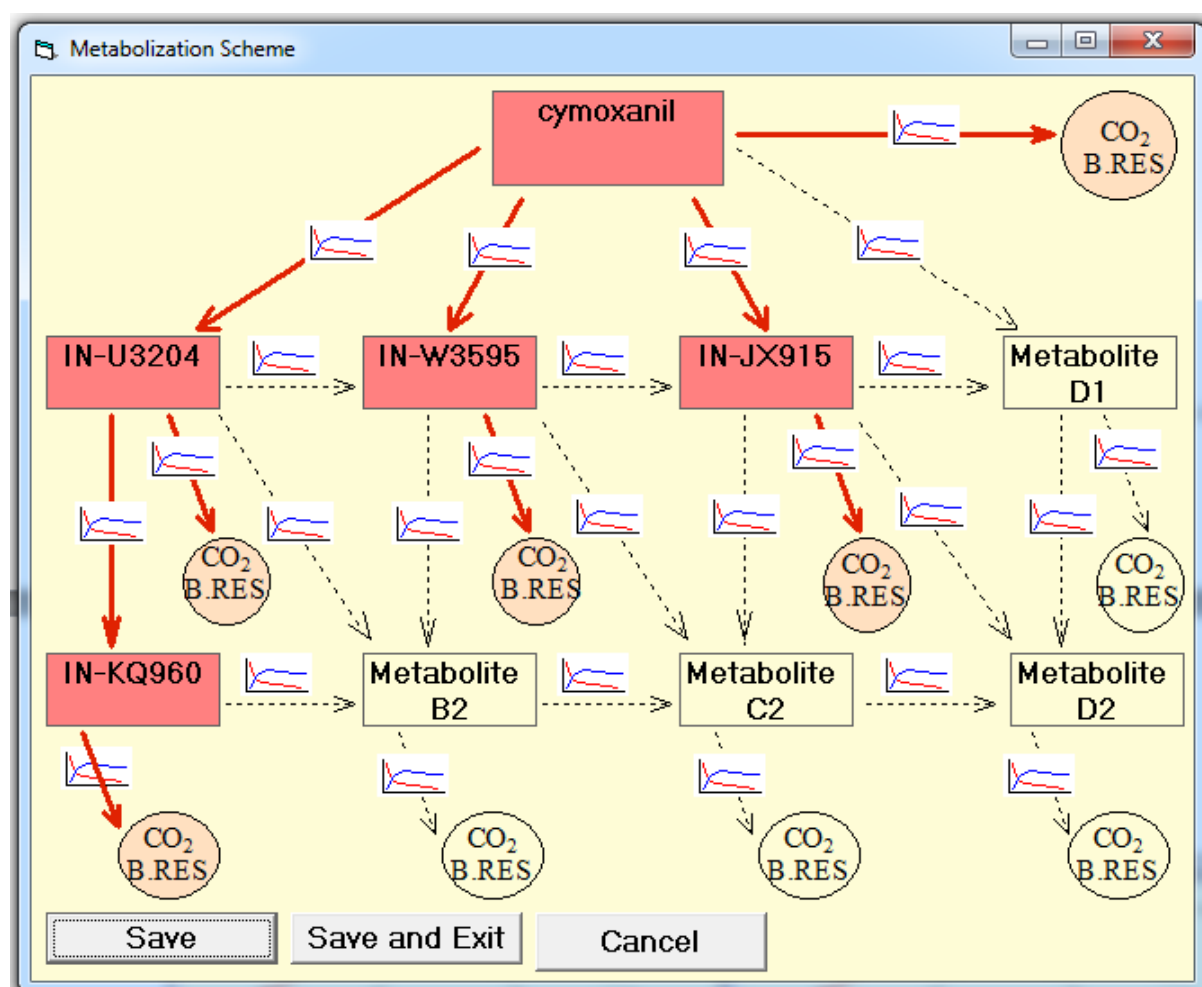 Metabolization Scheme
cymoxanil
CO2
B.RES
IN-U3204
IN-W3595
IN-JX915
Metabolite
D1
CO2
B.RES
CO2
B.RES
CO2
B.RES
CO2
B.RES
IN-KQ960
Metabolite
B2
Metabolite
C2
Metabolite
D2
CO2
B.RES
CO2
B.RES
CO2
B.RES
CO2
B.RES
Save
Save and Exit
Cancel